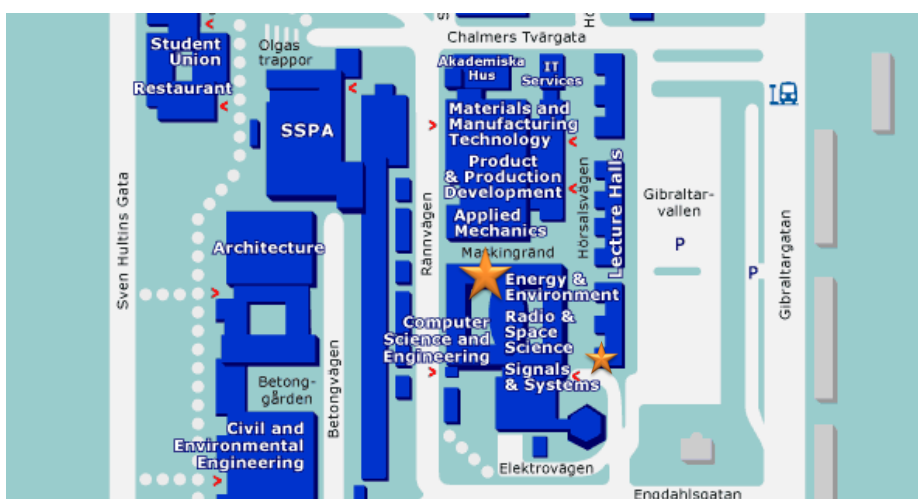 Chalmers Tvärgata
Student
Union
Restaurant
Olgas
trappor
SSPA
Akademiska
Hus
IT
Services
Materials and
Manufacturing
Technology
Product
& Production
Development
Applied
Mechanics
Lecture Halls
Hörsalsvägen
Gibraltar-
vallen
P
P
Gibraltargatan
Sven Hultins Gata
Rännvägen
Architecture
Maskingränd
Energy &
Environment
Radio &
Space
Science
Signals
& Systems
Computer
Science and
Engineering
Betong-
gården
Betongvägen
Civil and
Environmental
Engineering
Elektrovägen
Engdahlsgatan